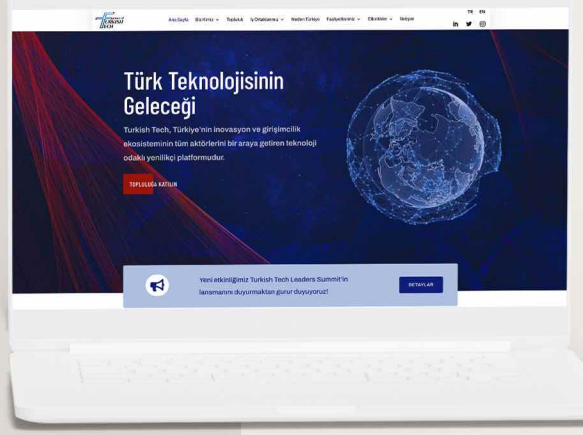 TR EN
TURKISH
TECH
Ana Sayfa Biz Kimiz Topluluk İş Ortaklarımız Neden Türkiye Faaliyetlerimiz Etkinlikler İletişim
Türk Teknolojisinin
Geleceği
Turkish Tech, Türkiye'nin inovasyon ve girişimcilik
ekosisteminin tüm aktörlerini bir araya getiren teknoloji
odaklı yenilikçi platformudur.
TOPLULUĞA KATILIN
Yeni etkinliğimiz Turkish Tech Leaders Summit'in
lansmanını duyurmaktan gurur duyuyoruz!
DETAYLAR